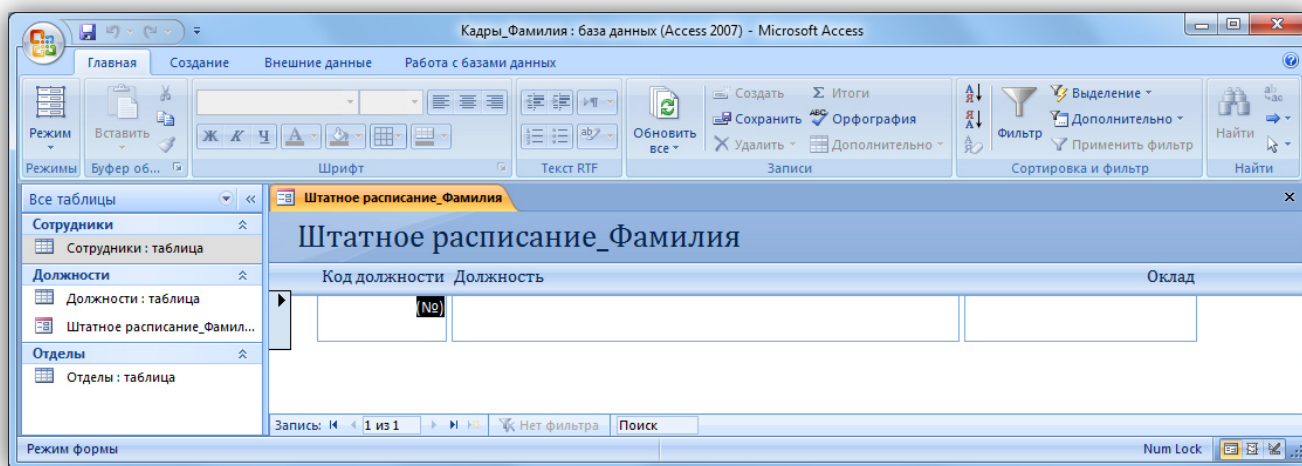 Кадры_Фамилия : база данных (Access 2007) - Microsoft Access
Главная Создание Внешние данные Работа с базами данных
Режим
Режимы
Вставить
Буфер об...
Ж К Ч
Шрифт
Текст RTF
Обновить все
Создать Σ Итоги
Сохранить Орфография
Удалить Дополнительно
Записи
Фильтр
Выделение
Дополнительно
Применить фильтр
Сортировка и фильтр
Найти
Найти
Все таблицы
Сотрудники
Сотрудники : таблица
Должности
Должности : таблица
Штатное расписание_Фамил...
Отделы
Отделы : таблица
Штатное расписание_Фамилия
Штатное расписание_Фамилия
Код должности Должность Оклад
(№)
Запись: 1 из 1 Нет фильтра Поиск
Режим формы Num Lock